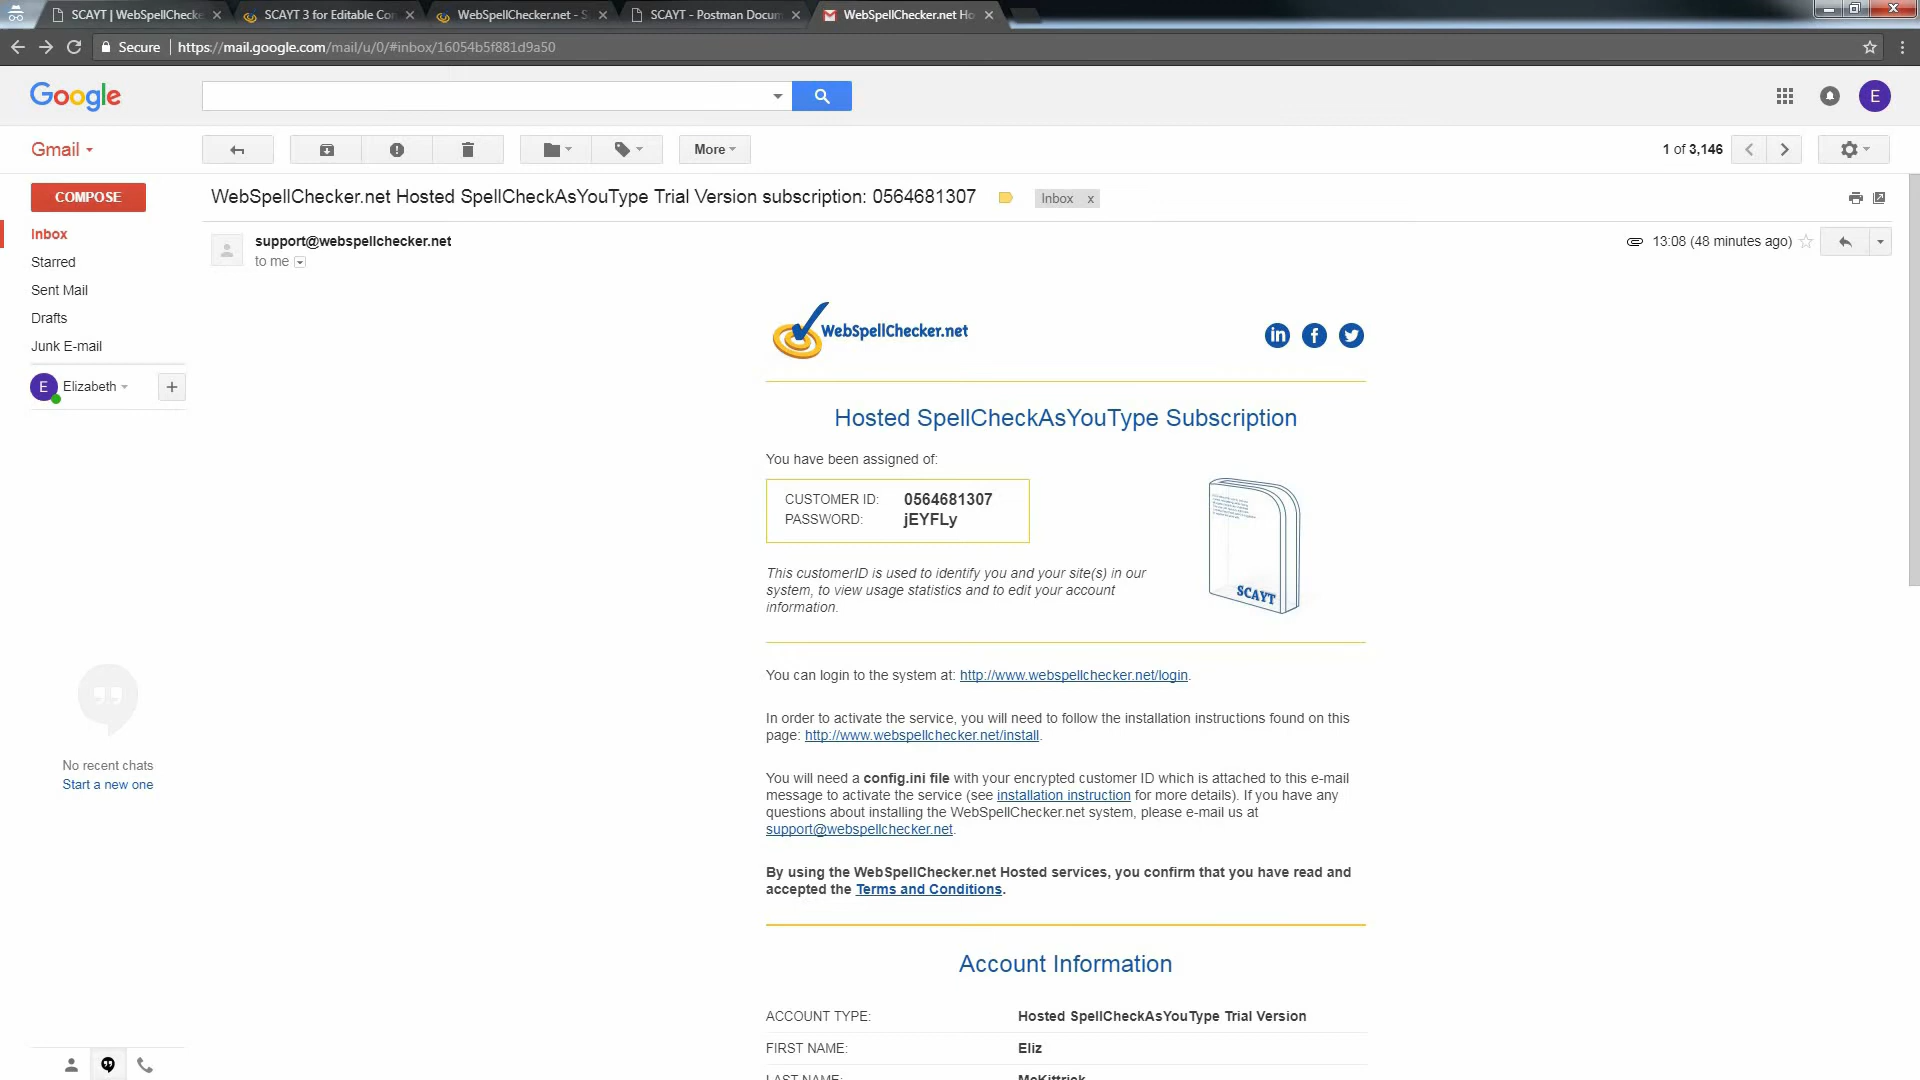 SCAYT | WebSpellChecke
SCAYT 3 for Editable Con
WebSpellChecker.net - S
SCAYT - Postman Docum
WebSpellChecker.net Ho
Secure
https://mail.google.com/mail/u/0/#inbox/16054b5f881d9a50
Google
E
Gmail
More
1 of 3,146
COMPOSE
WebSpellChecker.net Hosted SpellCheckAsYouType Trial Version subscription: 0564681307
Inbox x
Inbox
Starred
Sent Mail
Drafts
Junk E-mail
E Elizabeth
+
No recent chats
Start a new one
support@webspellchecker.net
to me
13:08 (48 minutes ago)
WebSpellChecker.net
in f
Hosted SpellCheckAsYouType Subscription
You have been assigned of:
CUSTOMER ID: 0564681307
PASSWORD: jEYFLy
SCAYT
This customerID is used to identify you and your site(s) in our
system, to view usage statistics and to edit your account
information.
You can login to the system at: http://www.webspellchecker.net/login.
In order to activate the service, you will need to follow the installation instructions found on this
page: http://www.webspellchecker.net/install.
You will need a config.ini file with your encrypted customer ID which is attached to this e-mail
message to activate the service (see installation instruction for more details). If you have any
questions about installing the WebSpellChecker.net system, please e-mail us at
support@webspellchecker.net.
By using the WebSpellChecker.net Hosted services, you confirm that you have read and
accepted the Terms and Conditions.
Account Information
ACCOUNT TYPE: Hosted SpellCheckAsYouType Trial Version
FIRST NAME: Eliz
LAST NAME: McKittrick